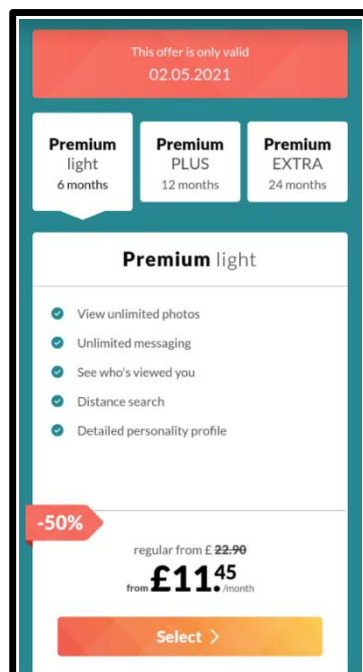 This offer is only valid
02.05.2021
Premium
light
6 months
Premium
PLUS
12 months
Premium
EXTRA
24 months
Premium light
View unlimited photos
Unlimited messaging
See who's viewed you
Distance search
Detailed personality profile
-50%
regular from £ 22.90
from £11.45/month
Select >